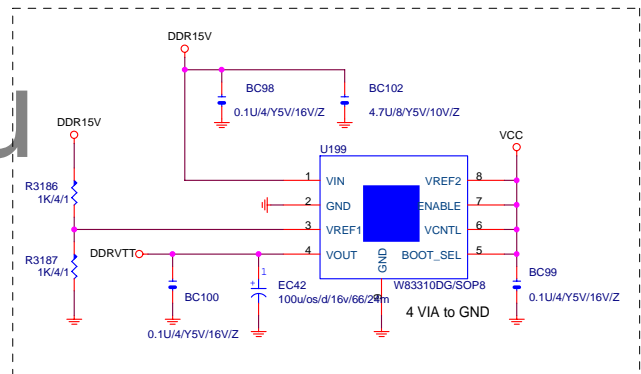 DDR15V
BC98
0.1U/4/Y5V/16V/Z
BC102
4.7U/8/Y5V/10V/Z
DDR15V
VCC
U199
R3186
1K/4/1
1 VIN VREF2 8
2 GND ENABLE 7
3 VREF1 VCNTL 6
4 VOUT BOOT_SEL 5
GND
9
W83310DG/SOP8
R3187
1K/4/1
DDRVTT
BC100
0.1U/4/Y5V/16V/Z
1
+
EC42
100u/os/d/16v/66/24m
BC99
0.1U/4/Y5V/16V/Z
4 VIA to GND
u